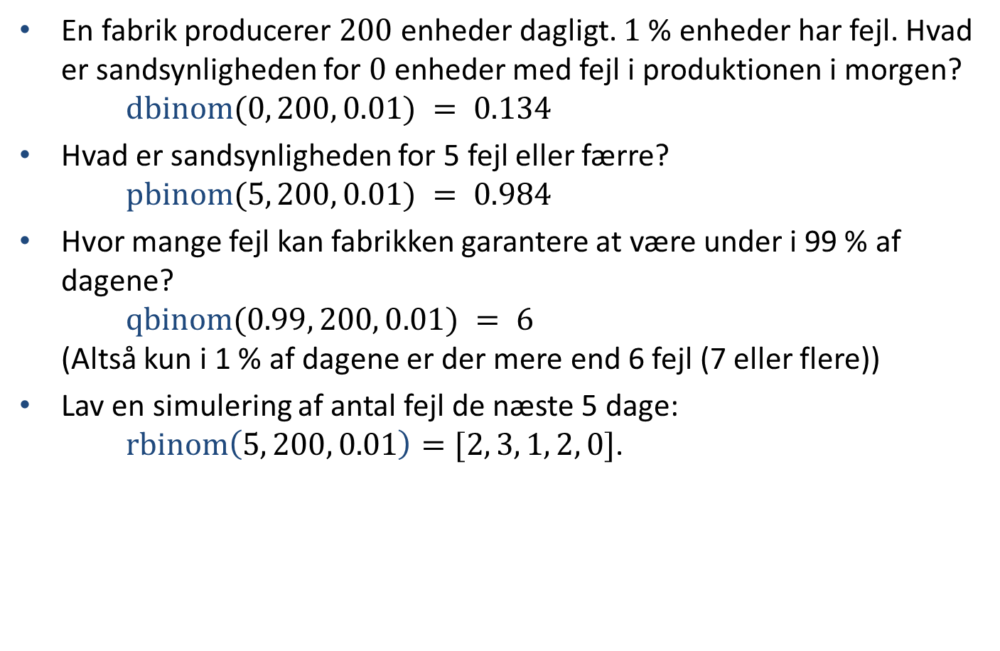 • En fabrik producerer 200 enheder dagligt. 1 % enheder har fejl. Hvad
er sandsynligheden for 0 enheder med fejl i produktionen i morgen?
dbinom(0, 200, 0.01) = 0.134
• Hvad er sandsynligheden for 5 fejl eller færre?
pbinom(5, 200, 0.01) = 0.984
• Hvor mange fejl kan fabrikken garantere at være under i 99 % af
dagene?
qbinom(0.99, 200, 0.01) = 6
(Altså kun i 1 % af dagene er der mere end 6 fejl (7 eller flere))
• Lav en simulering af antal fejl de næste 5 dage:
rbinom(5, 200, 0.01) = [2, 3, 1, 2, 0].